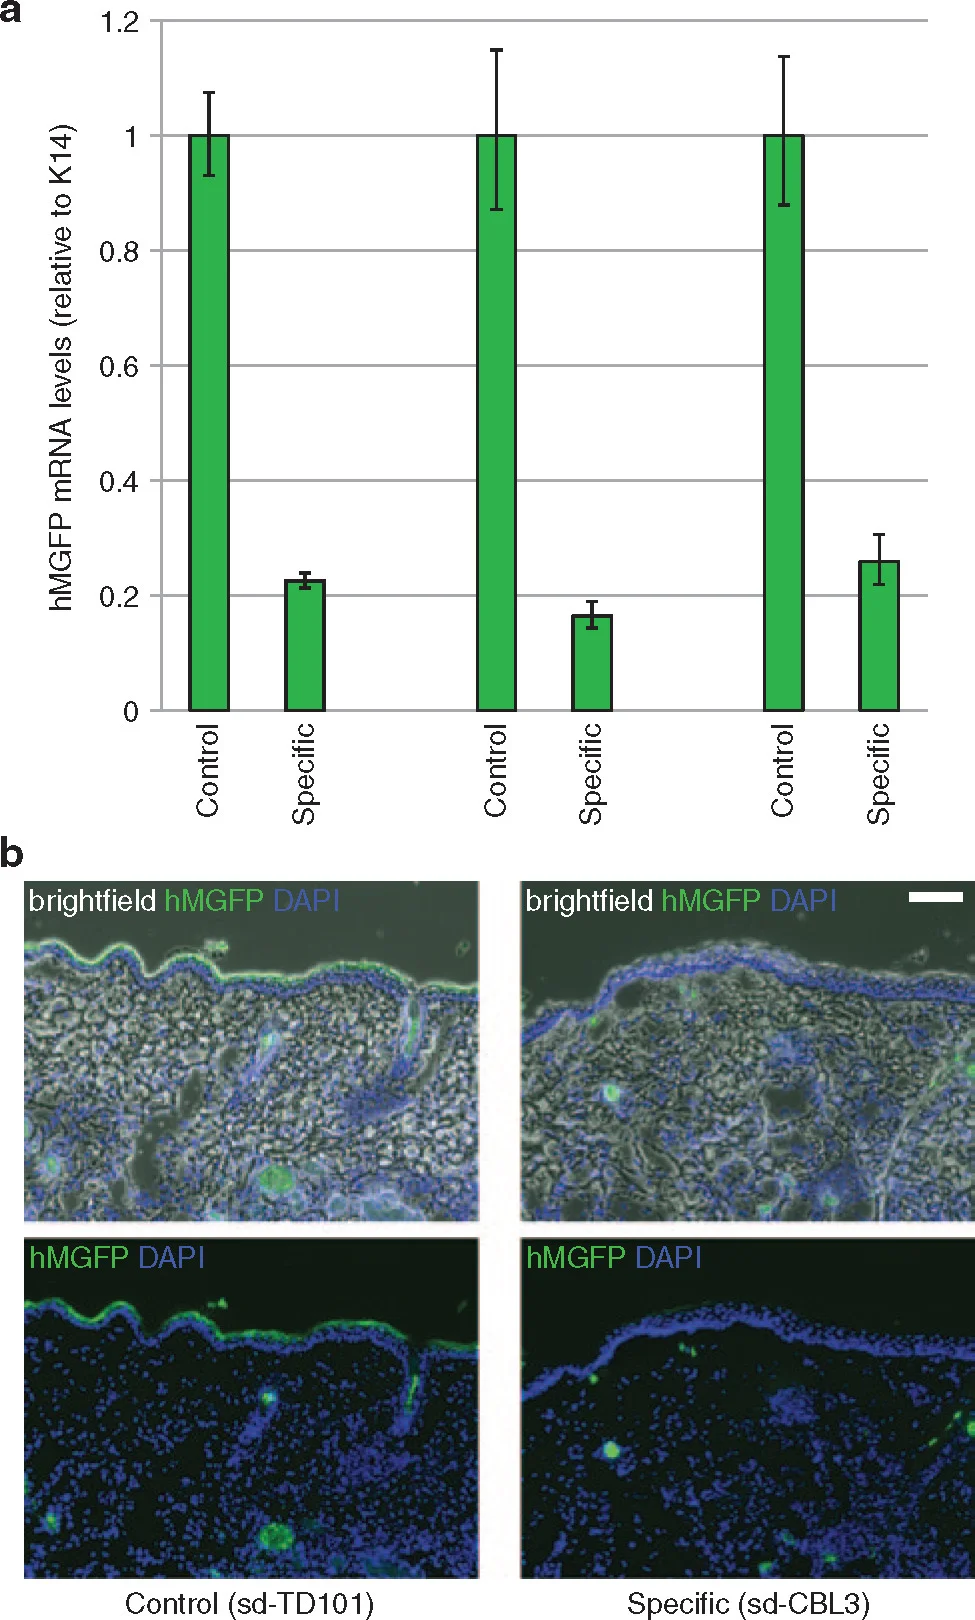 a
hMGFP mRNA levels (relative to K14)
1.2
1
0.8
0.6
0.4
0.2
0
Control
Specific
Control
Specific
Control
Specific
b
brightfield hMGFP DAPI
brightfield hMGFP DAPI
hMGFP DAPI
hMGFP DAPI
Control (sd-TD101)
Specific (sd-CBL3)